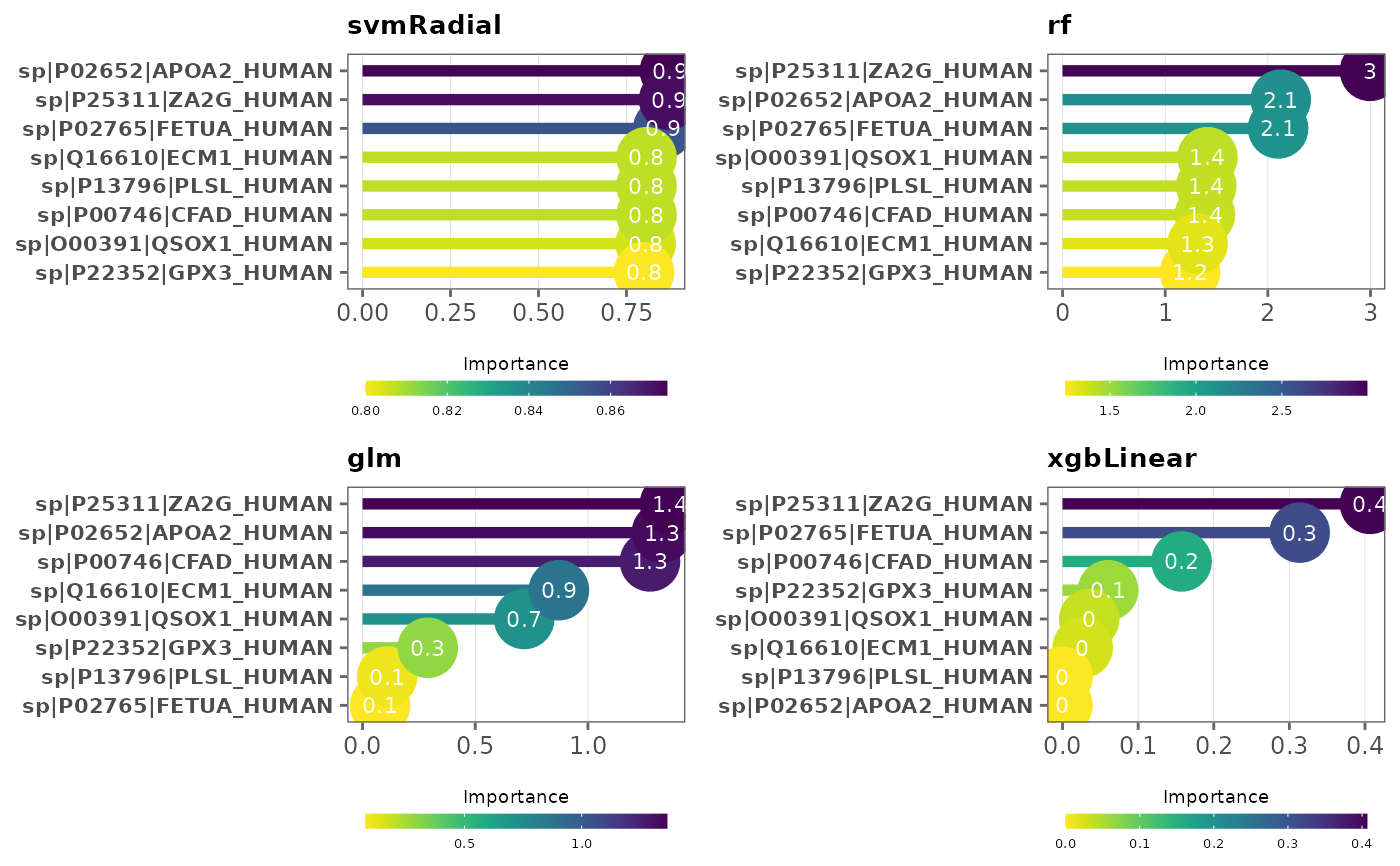 svmRadial
sp|P02652|APOA2_HUMAN 0.9
sp|P25311|ZA2G_HUMAN 0.9
sp|P02765|FETUA_HUMAN 0.9
sp|Q16610|ECM1_HUMAN 0.8
sp|P13796|PLSL_HUMAN 0.8
sp|P00746|CFAD_HUMAN 0.8
sp|O00391|QSOX1_HUMAN 0.8
sp|P22352|GPX3_HUMAN 0.8
0.00 0.25 0.50 0.75
Importance
0.80 0.82 0.84 0.86
rf
sp|P25311|ZA2G_HUMAN 3
sp|P02652|APOA2_HUMAN 2.1
sp|P02765|FETUA_HUMAN 2.1
sp|O00391|QSOX1_HUMAN 1.4
sp|P13796|PLSL_HUMAN 1.4
sp|P00746|CFAD_HUMAN 1.4
sp|Q16610|ECM1_HUMAN 1.3
sp|P22352|GPX3_HUMAN 1.2
0 1 2 3
Importance
1.5 2.0 2.5
glm
sp|P25311|ZA2G_HUMAN 1.4
sp|P02652|APOA2_HUMAN 1.3
sp|P00746|CFAD_HUMAN 1.3
sp|Q16610|ECM1_HUMAN 0.9
sp|O00391|QSOX1_HUMAN 0.7
sp|P22352|GPX3_HUMAN 0.3
sp|P13796|PLSL_HUMAN 0.1
sp|P02765|FETUA_HUMAN 0.1
0.0 0.5 1.0
Importance
0.5 1.0
xgbLinear
sp|P25311|ZA2G_HUMAN 0.4
sp|P02765|FETUA_HUMAN 0.3
sp|P00746|CFAD_HUMAN 0.2
sp|P22352|GPX3_HUMAN 0.1
sp|O00391|QSOX1_HUMAN 0
sp|Q16610|ECM1_HUMAN 0
sp|P13796|PLSL_HUMAN 0
sp|P02652|APOA2_HUMAN 0
0.0 0.1 0.2 0.3 0.4
Importance
0.0 0.1 0.2 0.3 0.4